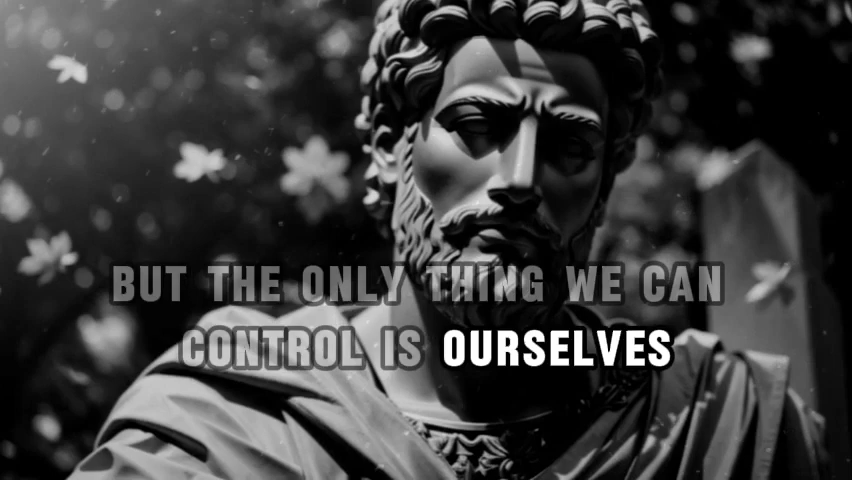 BUT THE ONLY THING WE CAN
CONTROL IS OURSELVES